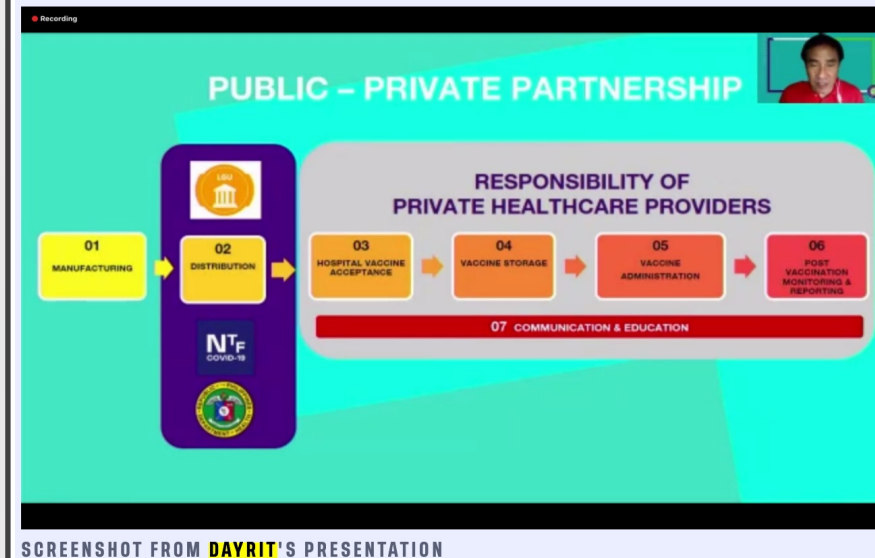 Recording
PUBLIC – PRIVATE PARTNERSHIP
LGU
RESPONSIBILITY OF
PRIVATE HEALTHCARE PROVIDERS
01
MANUFACTURING
02
DISTRIBUTION
03
HOSPITAL VACCINE
ACCEPTANCE
04
VACCINE STORAGE
05
VACCINE
ADMINISTRATION
06
POST
VACCINATION
MONITORING &
REPORTING
07 COMMUNICATION & EDUCATION
NTF
COVID-19
SCREENSHOT FROM DAYRIT'S PRESENTATION